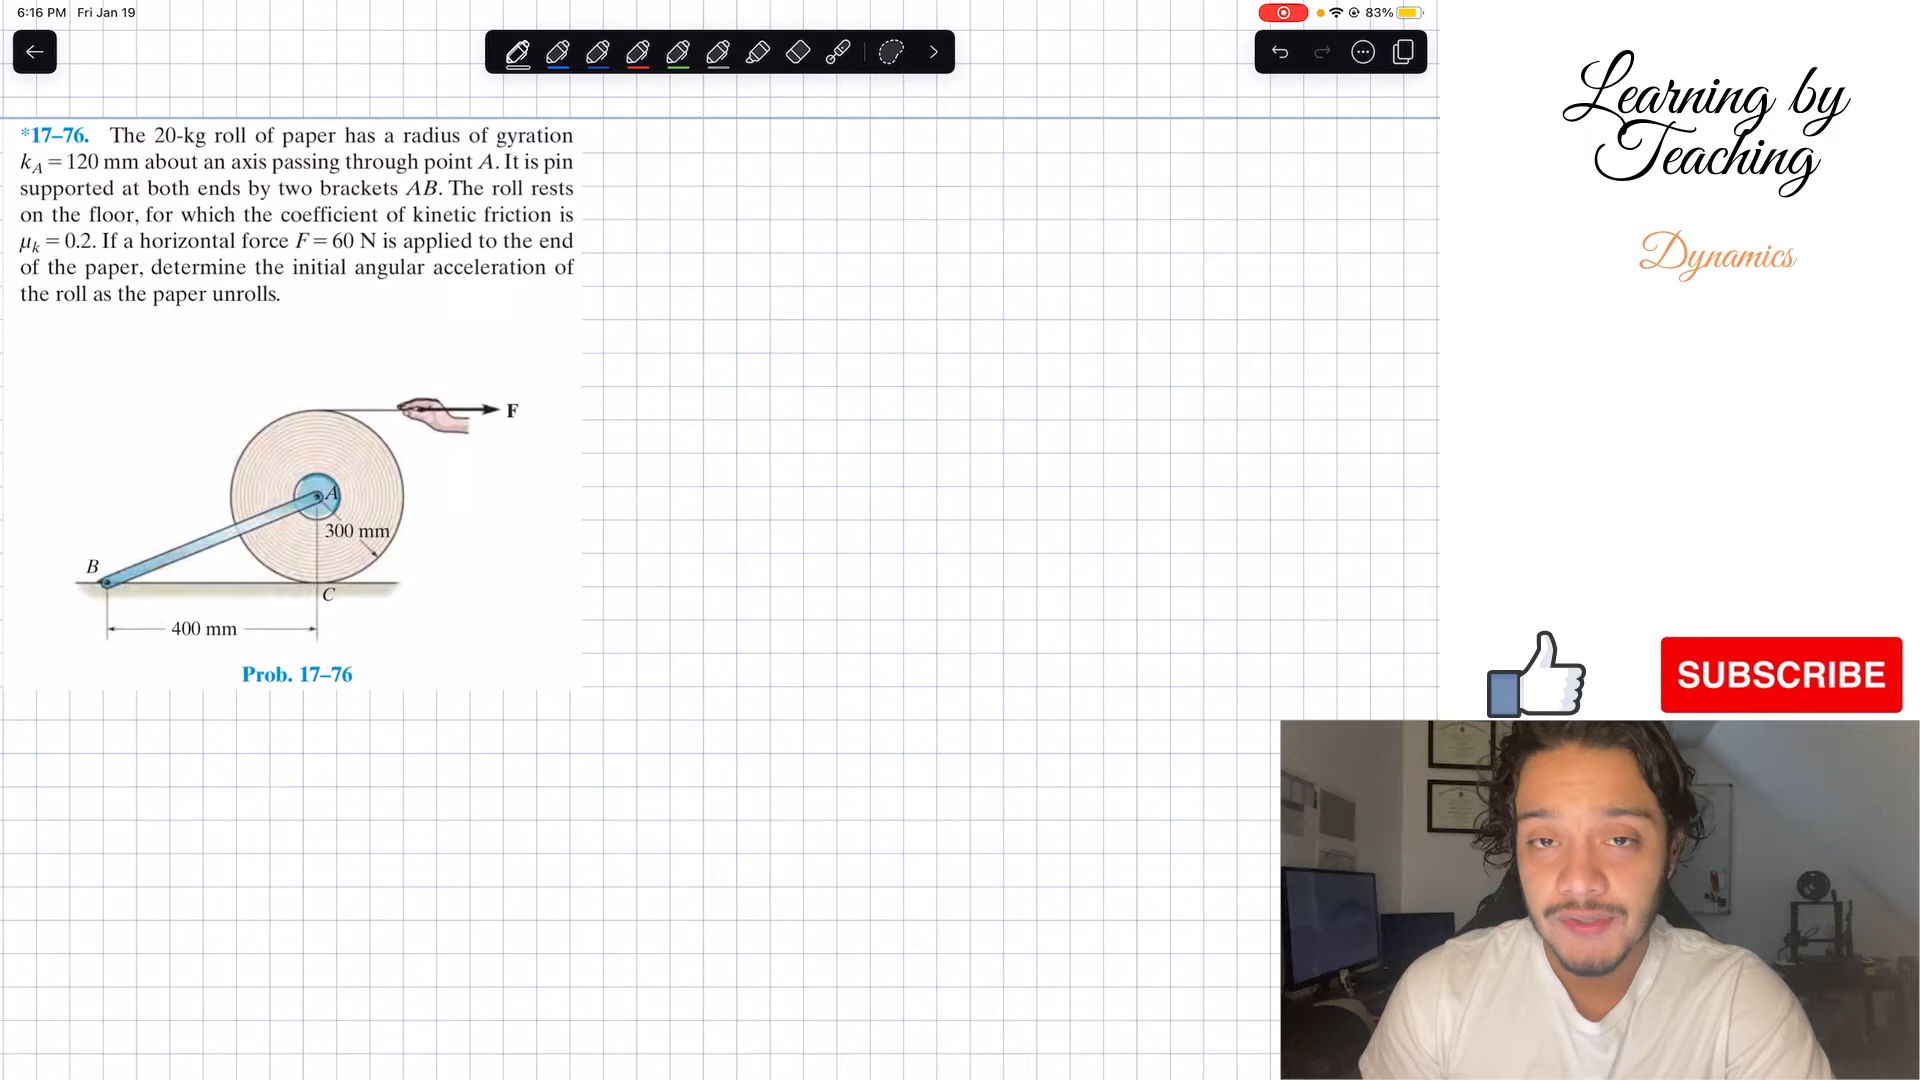 6:16 PM Fri Jan 19
83%
*17–76. The 20-kg roll of paper has a radius of gyration
k_A = 120 mm about an axis passing through point A. It is pin
supported at both ends by two brackets AB. The roll rests
on the floor, for which the coefficient of kinetic friction is
μ_k = 0.2. If a horizontal force F = 60 N is applied to the end
of the paper, determine the initial angular acceleration of
the roll as the paper unrolls.
F
A
300 mm
B
C
400 mm
Prob. 17–76
Learning by
Teaching
Dynamics
SUBSCRIBE